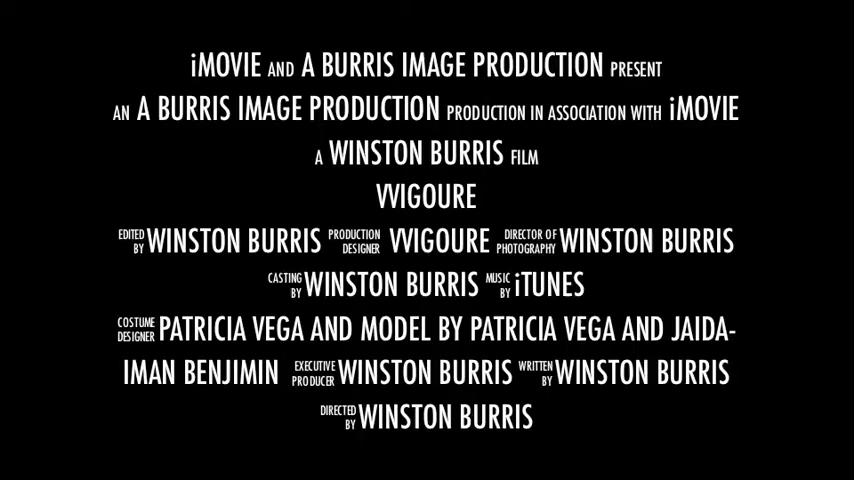 iMOVIE AND A BURRIS IMAGE PRODUCTION PRESENT
AN A BURRIS IMAGE PRODUCTION PRODUCTION IN ASSOCIATION WITH iMOVIE
A WINSTON BURRIS FILM
VVIGOURE
EDITED BY WINSTON BURRIS PRODUCTION DESIGNER VVIGOURE DIRECTOR OF PHOTOGRAPHY WINSTON BURRIS
CASTING BY WINSTON BURRIS MUSIC BY iTUNES
COSTUME DESIGNER PATRICIA VEGA AND MODEL BY PATRICIA VEGA AND JAIDA-
IMAN BENJIMIN EXECUTIVE PRODUCER WINSTON BURRIS WRITTEN BY WINSTON BURRIS
DIRECTED BY WINSTON BURRIS